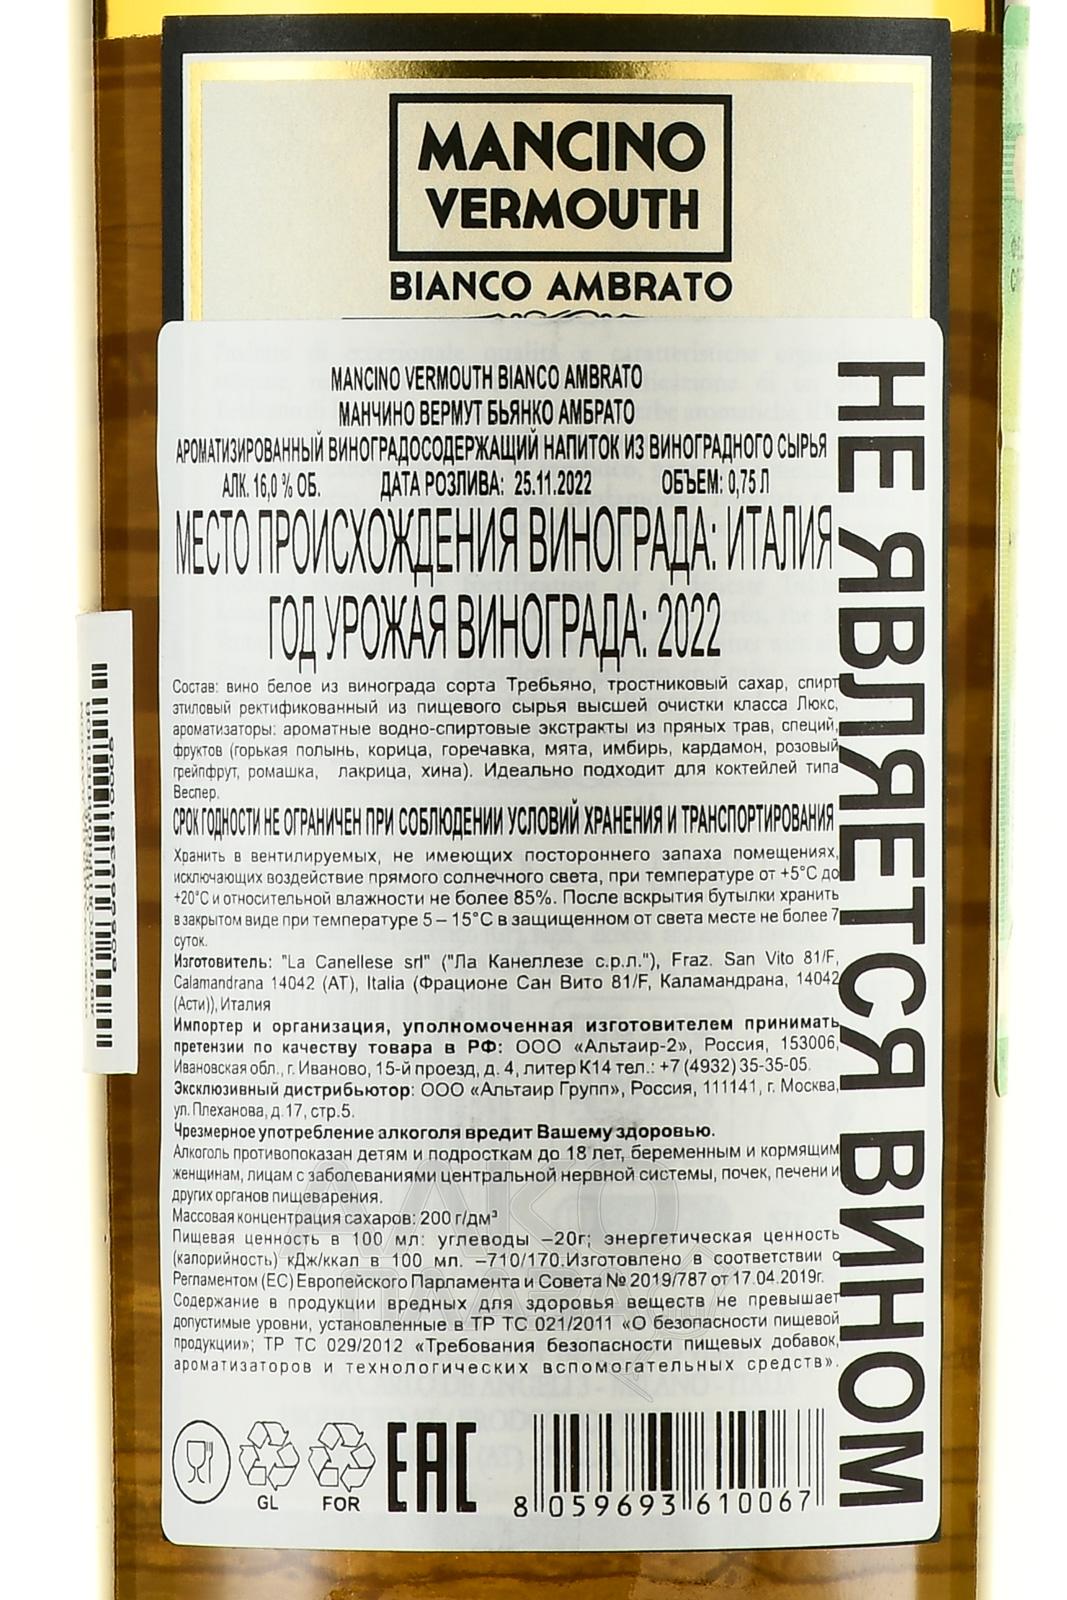 MANCINO
VERMOUTH
BIANCO AMBRATO
MANCINO VERMOUTH BIANCO AMBRATO
МАНЧИНО ВЕРМУТ БЬЯНКО АМБРАТО
АРОМАТИЗИРОВАННЫЙ ВИНОГРАДОСОДЕРЖАЩИЙ НАПИТОК ИЗ ВИНОГРАДНОГО СЫРЬЯ
АЛК. 16,0 % ОБ. ДАТА РОЗЛИВА: 25.11.2022 ОБЪЕМ: 0,75 Л
МЕСТО ПРОИСХОЖДЕНИЯ ВИНОГРАДА: ИТАЛИЯ
ГОД УРОЖАЯ ВИНОГРАДА: 2022
Состав: вино белое из винограда сорта Требьяно, тростниковый сахар, спирт
этиловый ректификованный из пищевого сырья высшей очистки класса Люкс,
ароматизаторы: ароматные водно-спиртовые экстракты из пряных трав, специй,
фруктов (горькая полынь, корица, горечавка, мята, имбирь, кардамон, розовый
грейпфрут, ромашка, лакрица, хина). Идеально подходит для коктейлей типа
Веспер.
СРОК ГОДНОСТИ НЕ ОГРАНИЧЕН ПРИ СОБЛЮДЕНИИ УСЛОВИЙ ХРАНЕНИЯ И ТРАНСПОРТИРОВАНИЯ
Хранить в вентилируемых, не имеющих постороннего запаха помещениях,
исключающих воздействие прямого солнечного света, при температуре от +5°С до
+20°С и относительной влажности не более 85%. После вскрытия бутылки хранить
в закрытом виде при температуре 5 – 15°С в защищенном от света месте не более 7
суток.
Изготовитель: "La Canellese srl" ("Ла Канеллезе с.р.л."), Fraz. San Vito 81/F,
Calamandrana 14042 (AT), Italia (Фрационе Сан Вито 81/F, Каламандрана, 14042
(Асти)), Италия
Импортер и организация, уполномоченная изготовителем принимать
претензии по качеству товара в РФ: ООО «Альтаир-2», Россия, 153006,
Ивановская обл., г. Иваново, 15-й проезд, д. 4, литер К14 тел.: +7 (4932) 35-35-05.
Эксклюзивный дистрибьютор: ООО «Альтаир Групп», Россия, 111141, г. Москва,
ул. Плеханова, д.17, стр.5.
Чрезмерное употребление алкоголя вредит Вашему здоровью.
Алкоголь противопоказан детям и подросткам до 18 лет, беременным и кормящим
женщинам, лицам с заболеваниями центральной нервной системы, почек, печени и
других органов пищеварения.
Массовая концентрация сахаров: 200 г/дм³
Пищевая ценность в 100 мл: углеводы –20г; энергетическая ценность
(калорийность) кДж/ккал в 100 мл. –710/170.Изготовлено в соответствии с
Регламентом (ЕС) Европейского Парламента и Совета № 2019/787 от 17.04.2019г.
Содержание в продукции вредных для здоровья веществ не превышает
допустимые уровни, установленные в ТР ТС 021/2011 «О безопасности пищевой
продукции»; ТР ТС 029/2012 «Требования безопасности пищевых добавок,
ароматизаторов и технологических вспомогательных средств».
GL
FOR
EAC
8 059693 610067
НЕ ЯВЛЯЕТСЯ ВИНОМ